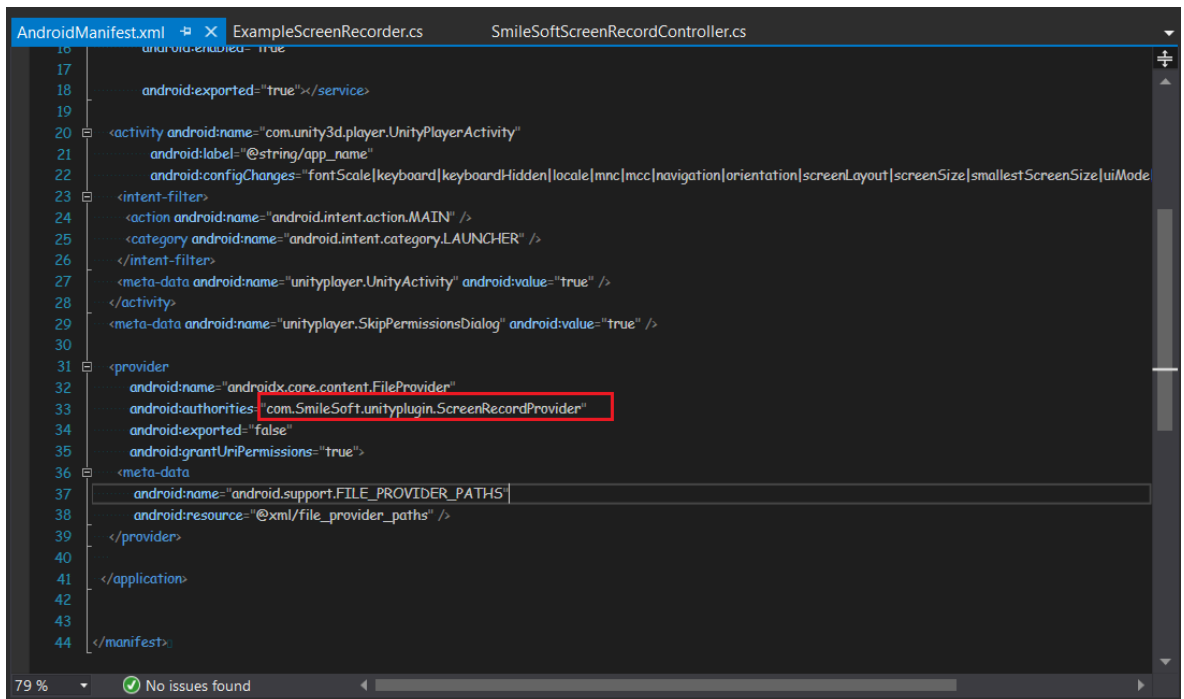 AndroidManifest.xml ExampleScreenRecorder.cs SmileSoftScreenRecordController.cs
16 android:enabled="true"
17
18 android:exported="true"></service>
19
20 <activity android:name="com.unity3d.player.UnityPlayerActivity"
21 android:label="@string/app_name"
22 android:configChanges="fontScale|keyboard|keyboardHidden|locale|mnc|mcc|navigation|orientation|screenLayout|screenSize|smallestScreenSize|uiMode
23 <intent-filter>
24 <action android:name="android.intent.action.MAIN" />
25 <category android:name="android.intent.category.LAUNCHER" />
26 </intent-filter>
27 <meta-data android:name="unityplayer.UnityActivity" android:value="true" />
28 </activity>
29 <meta-data android:name="unityplayer.SkipPermissionsDialog" android:value="true" />
30
31 <provider
32 android:name="androidx.core.content.FileProvider"
33 android:authorities="com.SmileSoft.unityplugin.ScreenRecordProvider"
34 android:exported="false"
35 android:grantUriPermissions="true">
36 <meta-data
37 android:name="android.support.FILE_PROVIDER_PATHS"
38 android:resource="@xml/file_provider_paths" />
39 </provider>
40
41 </application>
42
43
44 </manifest>
79 % No issues found